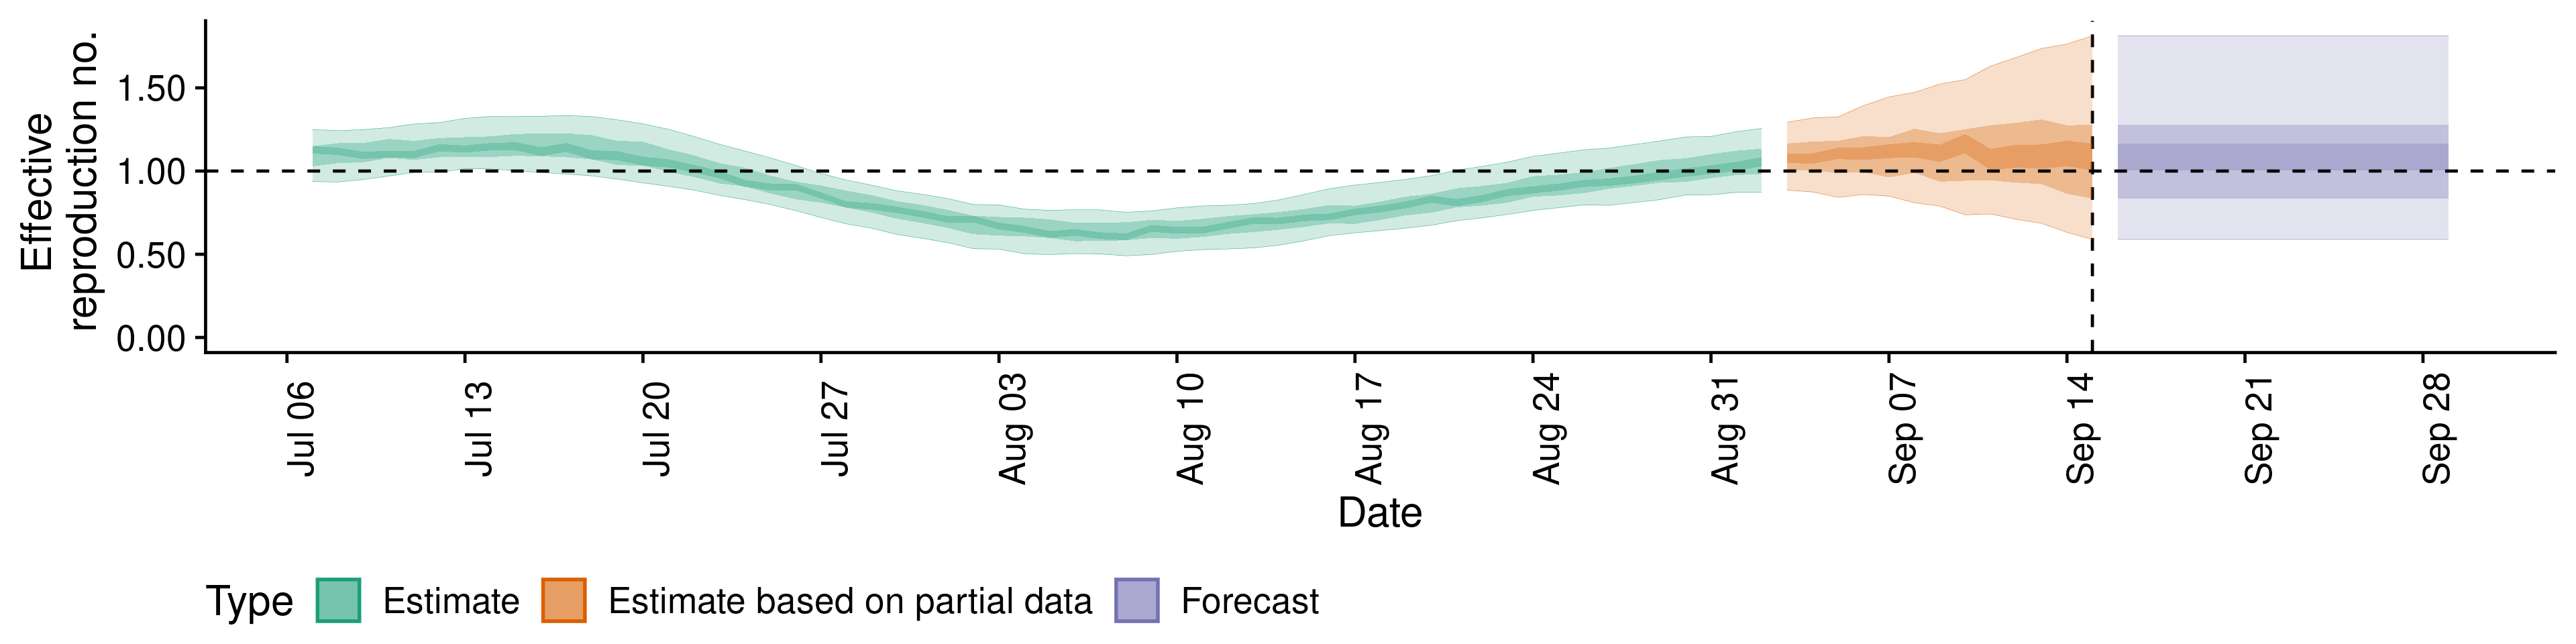 Effective
reproduction no.
1.50
1.00
0.50
0.00
Jul 06
Jul 13
Jul 20
Jul 27
Aug 03
Aug 10
Aug 17
Aug 24
Aug 31
Sep 07
Sep 14
Sep 21
Sep 28
Date
Type Estimate Estimate based on partial data Forecast